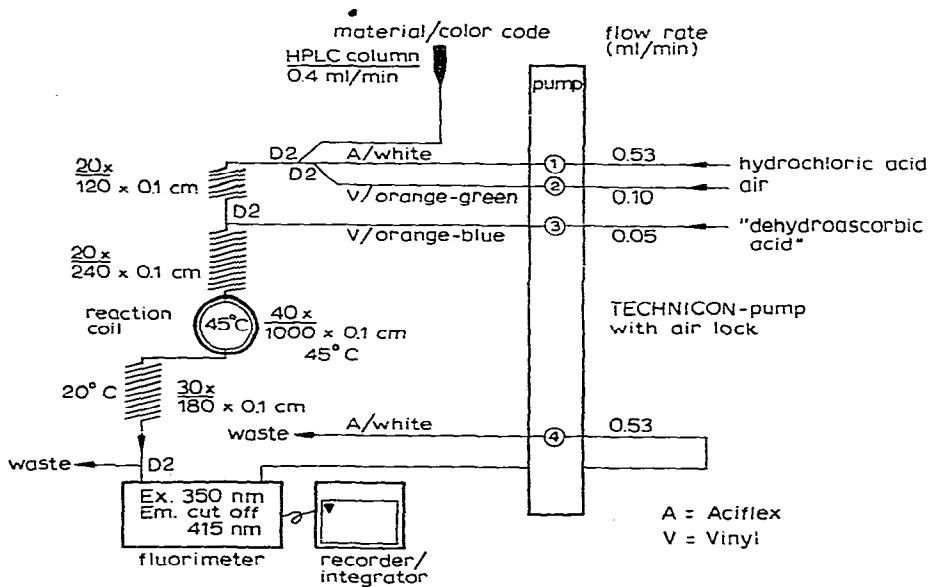 material/color code
flow rate
(ml/min)
HPLC column
0.4 ml/min
pump
D2
A/white
①
0.53
hydrochloric acid
20x
120 x 0.1 cm
D2
V/orange-green
②
0.10
air
D2
V/orange-blue
③
0.05
"dehydroascorbic
acid"
20x
240 x 0.1 cm
reaction
coil
45°C
40x
1000 x 0.1 cm
45°C
TECHNICON-pump
with air lock
20°C
30x
180 x 0.1 cm
waste
A/white
④
0.53
waste
D2
Ex. 350 nm
Em. cut off
415 nm
fluorimeter
recorder/
integrator
A = Aciflex
V = Vinyl